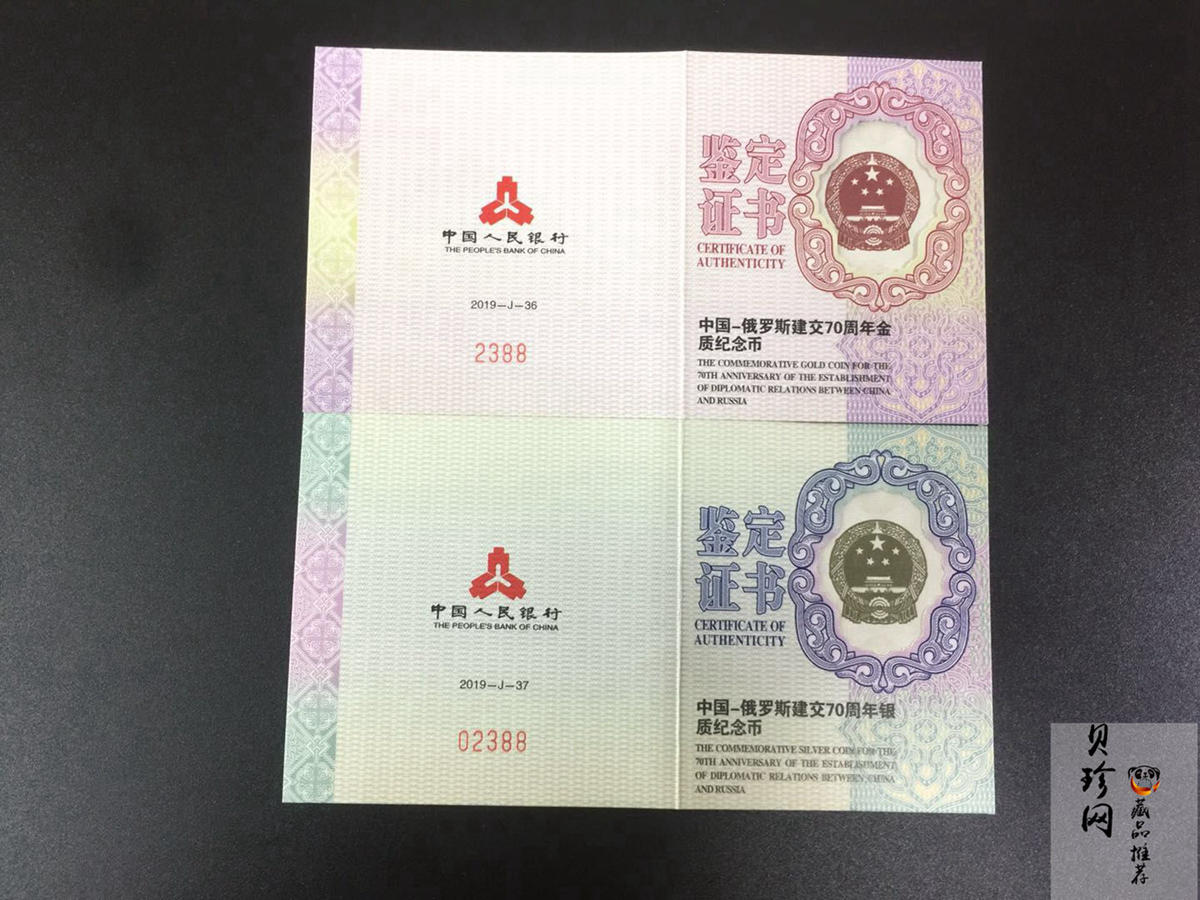 中国人民银行
THE PEOPLE'S BANK OF CHINA
2019-J-36
2388
鉴定
证书
CERTIFICATE OF
AUTHENTICITY
中国-俄罗斯建交70周年金
质纪念币
THE COMMEMORATIVE GOLD COIN FOR THE
70TH ANNIVERSARY OF THE ESTABLISHMENT
OF DIPLOMATIC RELATIONS BETWEEN CHINA
AND RUSSIA
中国人民银行
THE PEOPLE'S BANK OF CHINA
2019-J-37
02388
鉴定
证书
CERTIFICATE OF
AUTHENTICITY
中国-俄罗斯建交70周年银
质纪念币
THE COMMEMORATIVE SILVER COIN FOR THE
70TH ANNIVERSARY OF THE ESTABLISHMENT
OF DIPLOMATIC RELATIONS BETWEEN CHINA
AND RUSSIA
贝珍网
藏品推荐